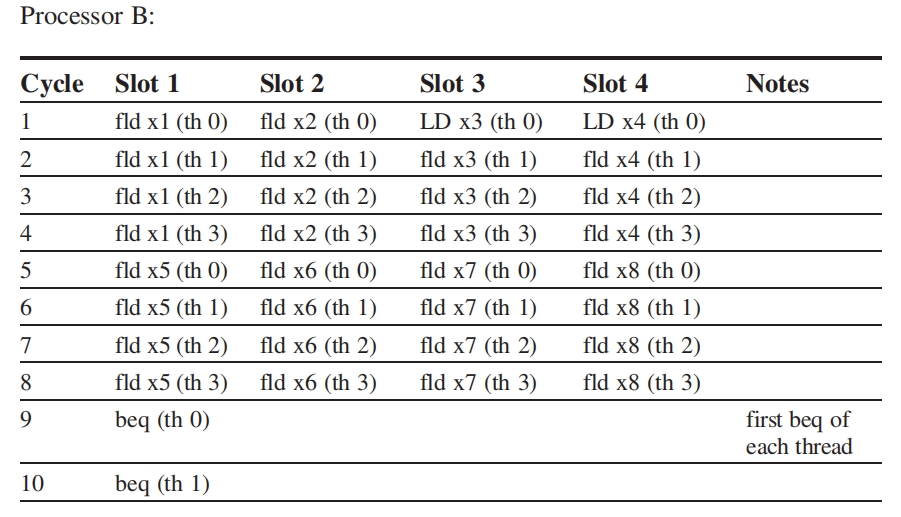 Processor B:
Cycle Slot 1 Slot 2 Slot 3 Slot 4 Notes
1 fld x1 (th 0) fld x2 (th 0) LD x3 (th 0) LD x4 (th 0)
2 fld x1 (th 1) fld x2 (th 1) fld x3 (th 1) fld x4 (th 1)
3 fld x1 (th 2) fld x2 (th 2) fld x3 (th 2) fld x4 (th 2)
4 fld x1 (th 3) fld x2 (th 3) fld x3 (th 3) fld x4 (th 3)
5 fld x5 (th 0) fld x6 (th 0) fld x7 (th 0) fld x8 (th 0)
6 fld x5 (th 1) fld x6 (th 1) fld x7 (th 1) fld x8 (th 1)
7 fld x5 (th 2) fld x6 (th 2) fld x7 (th 2) fld x8 (th 2)
8 fld x5 (th 3) fld x6 (th 3) fld x7 (th 3) fld x8 (th 3)
9 beq (th 0) first beq of
each thread
10 beq (th 1)